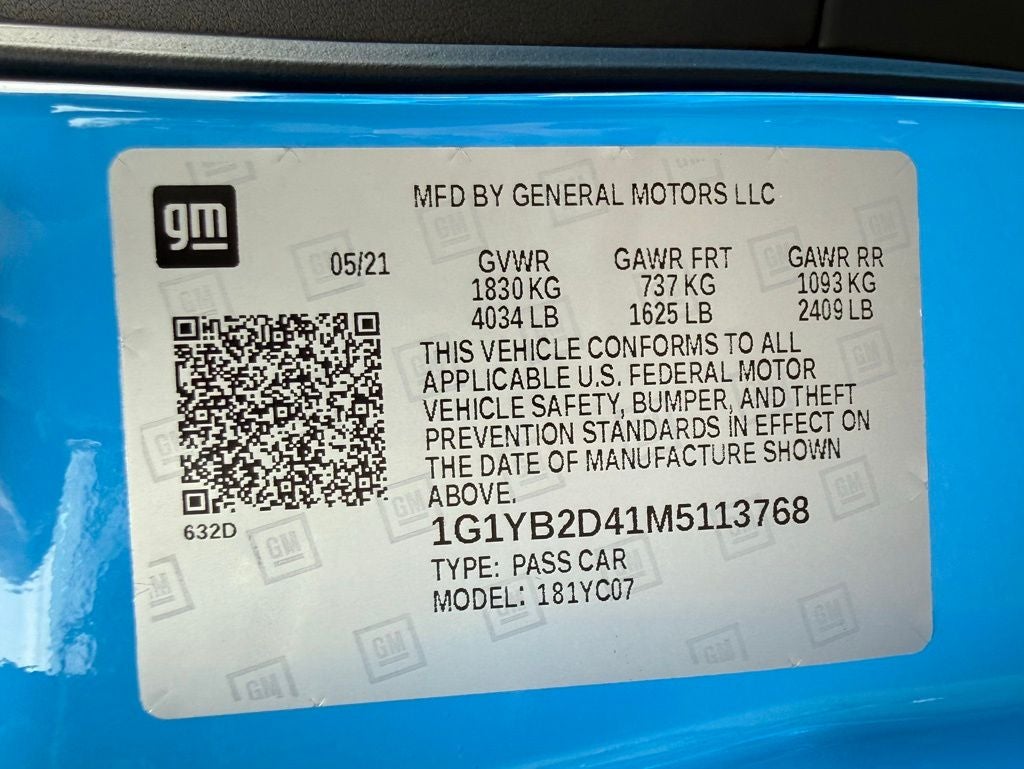 gm
MFD BY GENERAL MOTORS LLC
05/21
GVWR GAWR FRT GAWR RR
1830 KG 737 KG 1093 KG
4034 LB 1625 LB 2409 LB
THIS VEHICLE CONFORMS TO ALL
APPLICABLE U.S. FEDERAL MOTOR
VEHICLE SAFETY, BUMPER, AND THEFT
PREVENTION STANDARDS IN EFFECT ON
THE DATE OF MANUFACTURE SHOWN
ABOVE.
632D
1G1YB2D41M5113768
TYPE: PASS CAR
MODEL: 181YC07